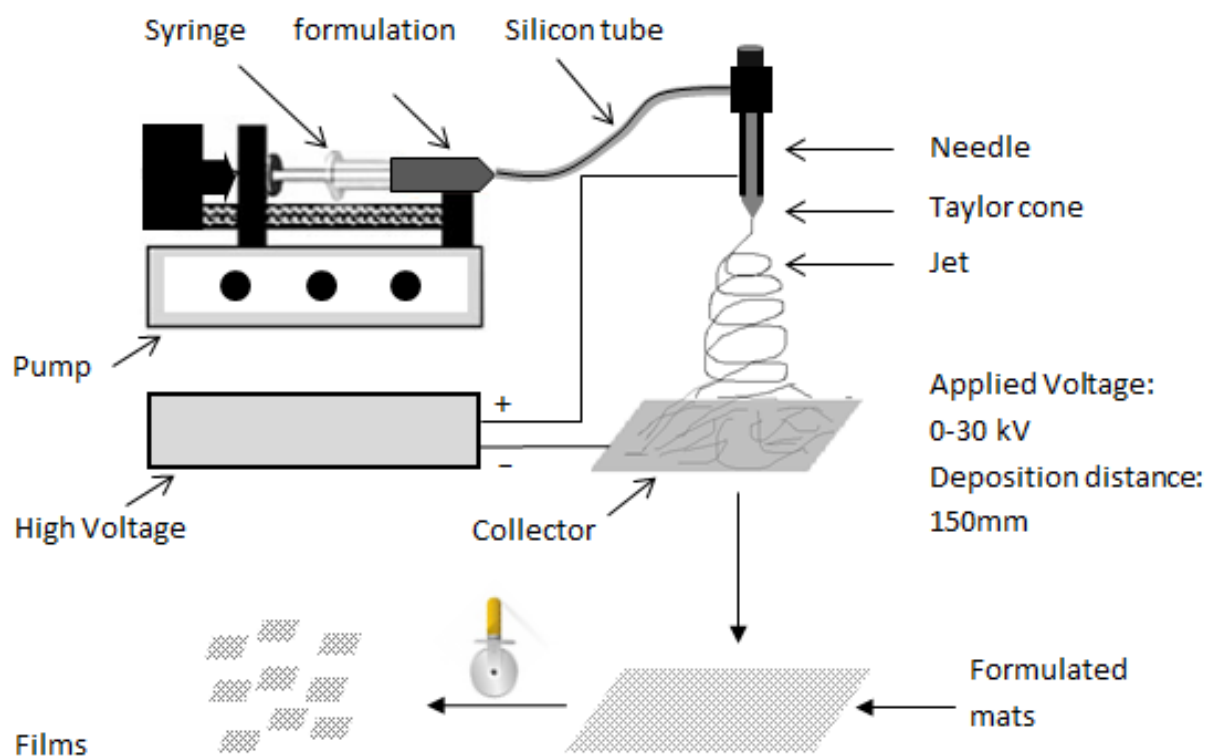 Syringe formulation Silicon tube
Needle
Taylor cone
Jet
Pump
+
−
Applied Voltage:
0-30 kV
Deposition distance:
150mm
High Voltage
Collector
Formulated
mats
Films